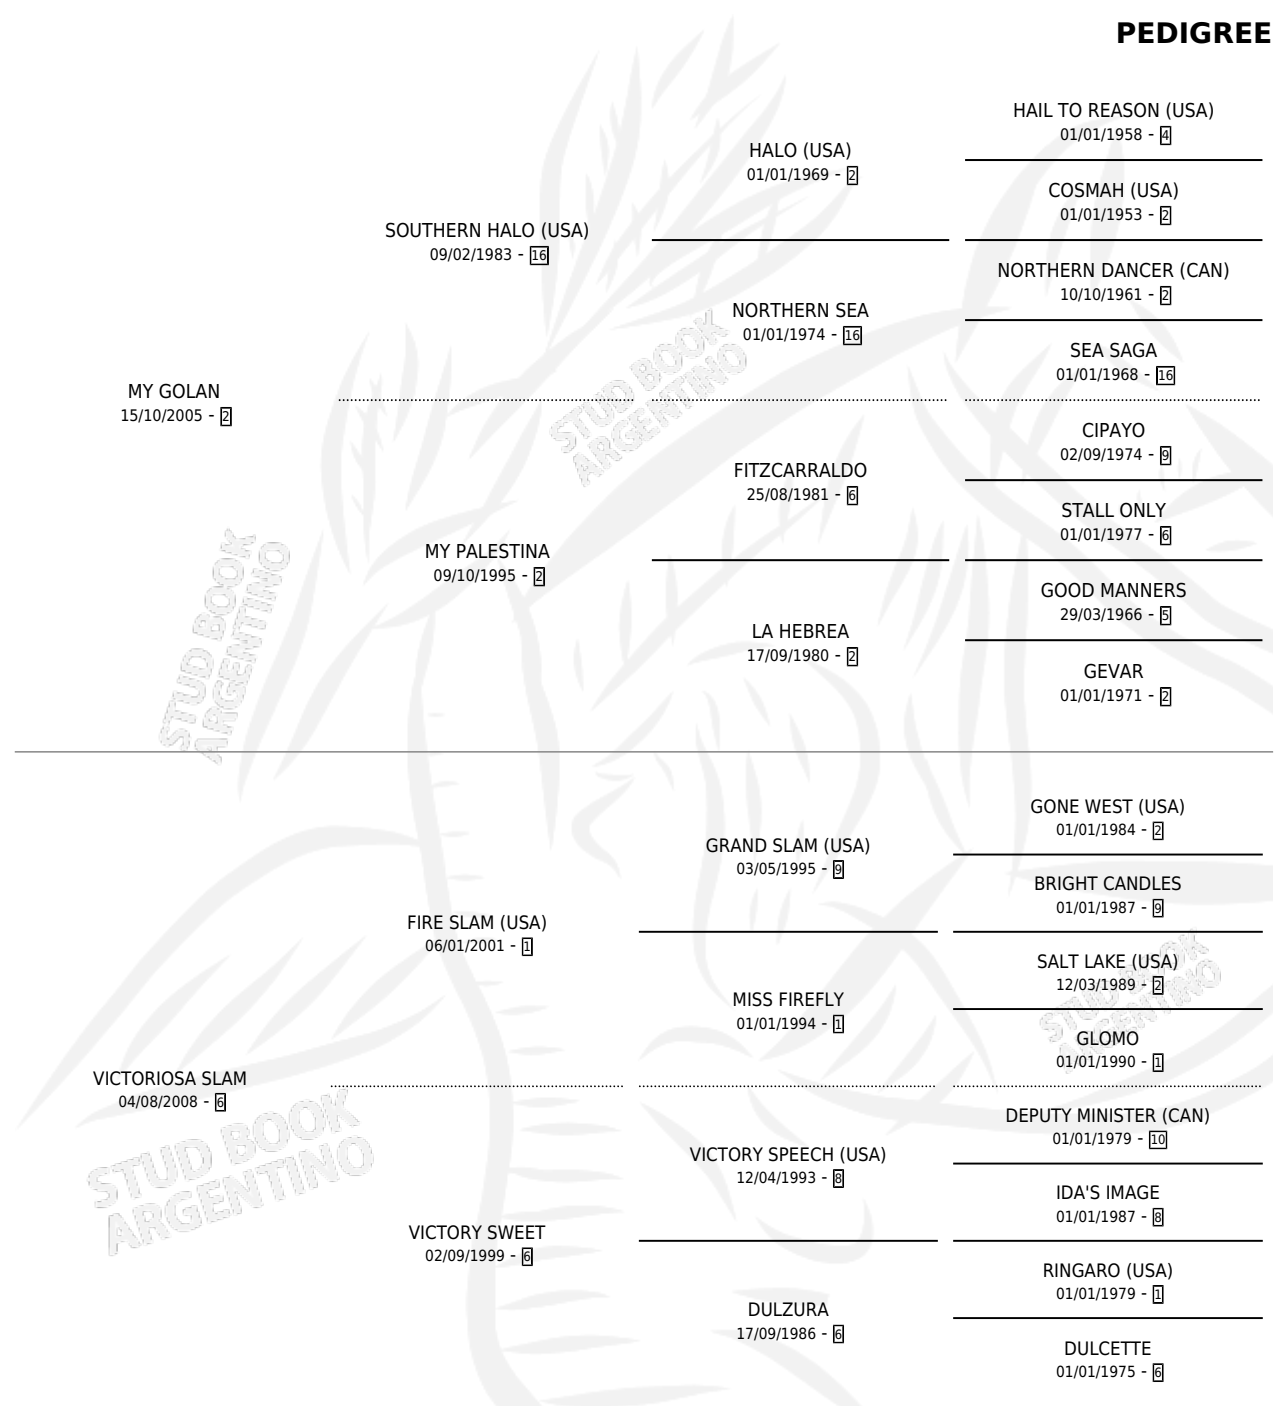 PEDIGREE
HAIL TO REASON (USA)
01/01/1958 - 4
HALO (USA)
01/01/1969 - 2
COSMAH (USA)
01/01/1953 - 2
SOUTHERN HALO (USA)
09/02/1983 - 16
NORTHERN DANCER (CAN)
10/10/1961 - 2
NORTHERN SEA
01/01/1974 - 16
SEA SAGA
01/01/1968 - 16
MY GOLAN
15/10/2005 - 2
STUD BOOK
ARGENTINO
CIPAYO
02/09/1974 - 9
FITZCARRALDO
25/08/1981 - 6
STALL ONLY
01/01/1977 - 6
MY PALESTINA
09/10/1995 - 2
GOOD MANNERS
29/03/1966 - 5
LA HEBREA
17/09/1980 - 2
GEVAR
01/01/1971 - 2
STUD BOOK
ARGENTINO
GONE WEST (USA)
01/01/1984 - 2
GRAND SLAM (USA)
03/05/1995 - 9
BRIGHT CANDLES
01/01/1987 - 9
FIRE SLAM (USA)
06/01/2001 - 1
SALT LAKE (USA)
12/03/1989 - 2
MISS FIREFLY
01/01/1994 - 1
GLOMO
01/01/1990 - 1
STUD BOOK
ARGENTINO
VICTORIOSA SLAM
04/08/2008 - 6
DEPUTY MINISTER (CAN)
01/01/1979 - 10
VICTORY SPEECH (USA)
12/04/1993 - 8
IDA'S IMAGE
01/01/1987 - 8
VICTORY SWEET
02/09/1999 - 6
RINGARO (USA)
01/01/1979 - 1
DULZURA
17/09/1986 - 6
DULCETTE
01/01/1975 - 6
STUD BOOK
ARGENTINO